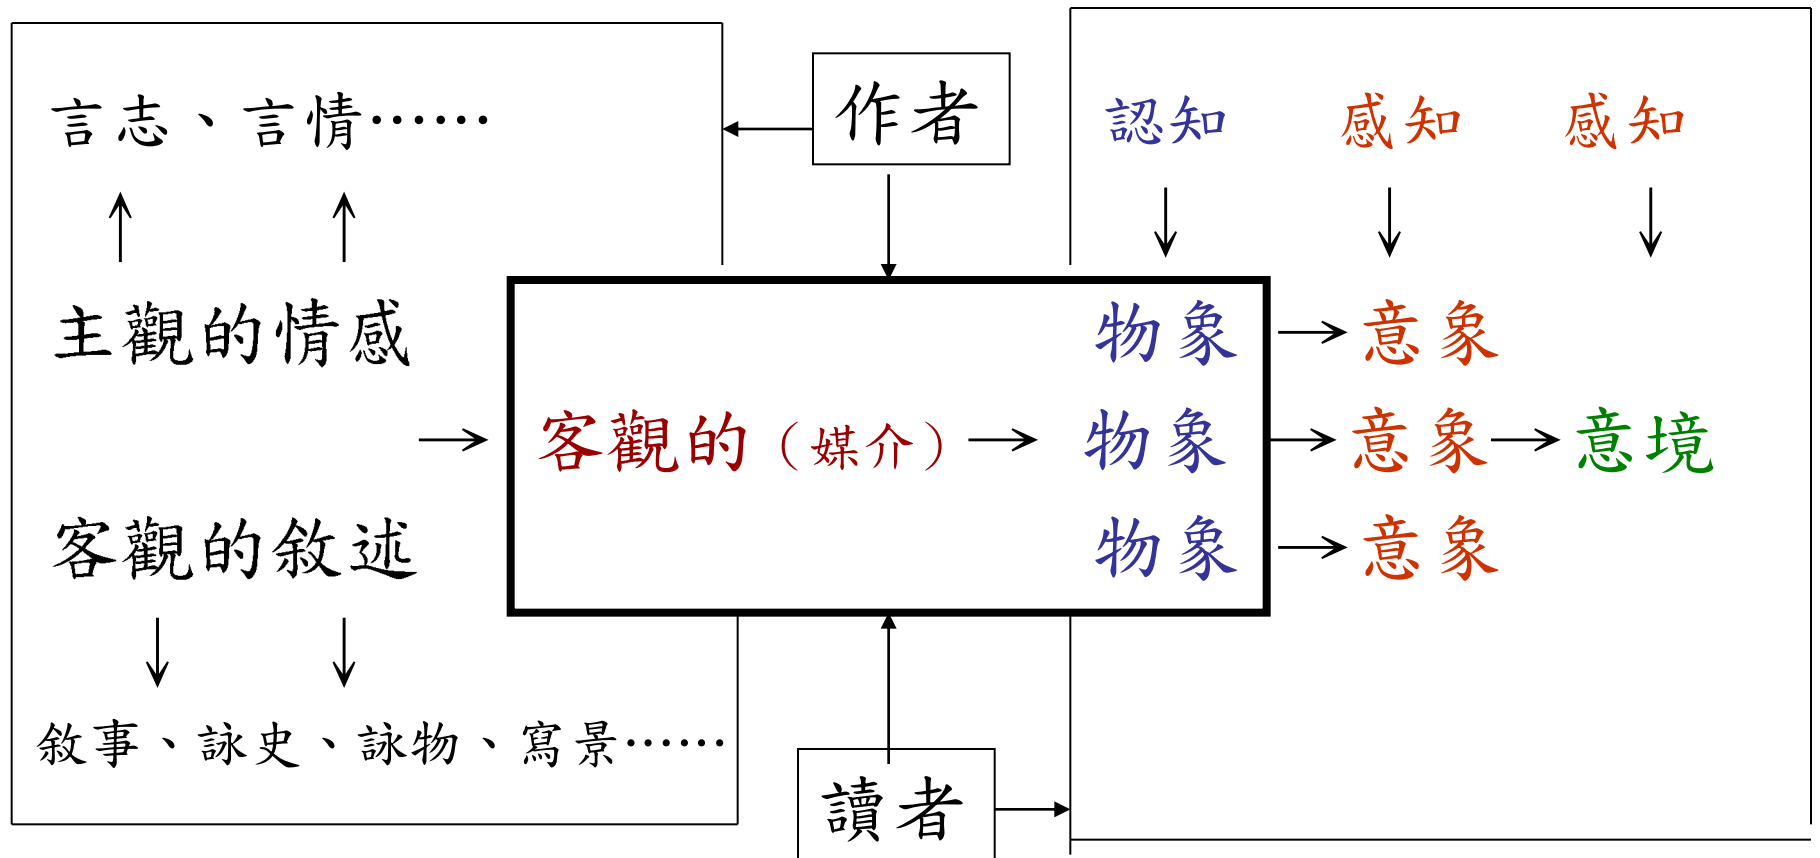 作者
言志、言情⋯⋯
認知 感知 感知
主觀的情感
物象 意象
客觀的（媒介） 物象 意象 意境
客觀的敘述
物象 意象
敘事、詠史、詠物、寫景⋯⋯
讀者